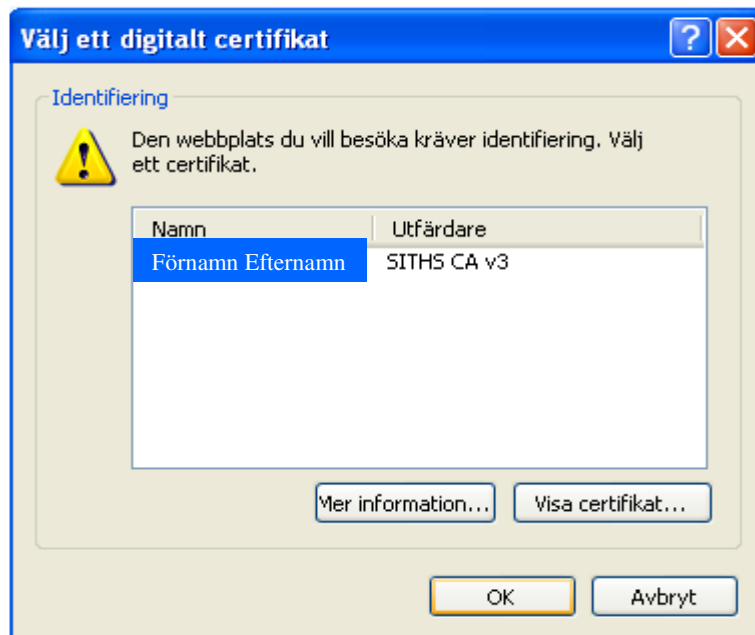 Välj ett digitalt certifikat
Identifiering
Den webbplats du vill besöka kräver identifiering. Välj
ett certifikat.
Namn Utfärdare
Förnamn Efternamn SITHS CA v3
Mer information... Visa certifikat...
OK Avbryt